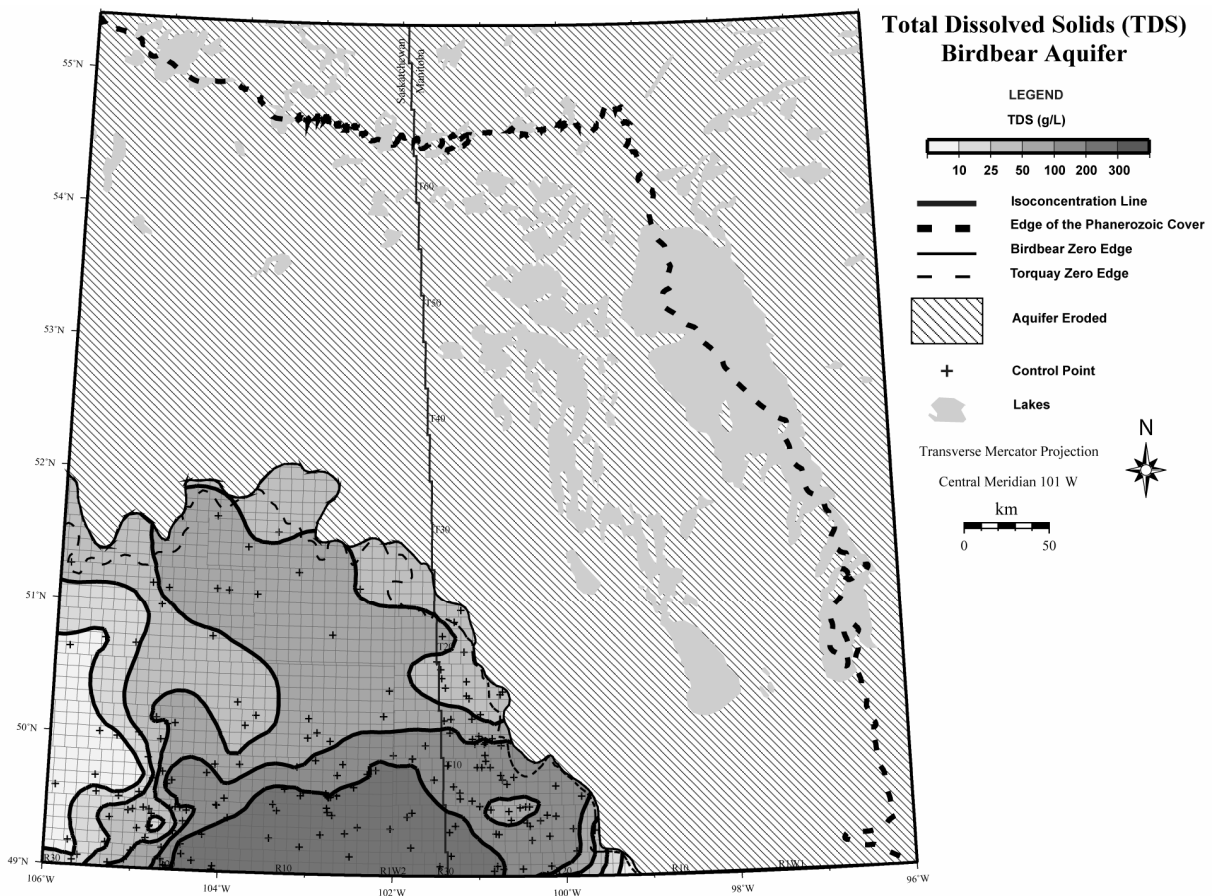 Total Dissolved Solids (TDS)
Birdbear Aquifer
LEGEND
TDS (g/L)
10 25 50 100 200 300
Isoconcentration Line
Edge of the Phanerozoic Cover
Birdbear Zero Edge
Torquay Zero Edge
Aquifer Eroded
Control Point
Lakes
Transverse Mercator Projection
Central Meridian 101 W
N
km
0 50
55°N
54°N
53°N
52°N
51°N
50°N
49°N
Saskatchewan
Manitoba
T60
T50
T40
T30
R30
R10
R1W2
R30
R10
R1W1
106°W 104°W 102°W 100°W 98°W 96°W